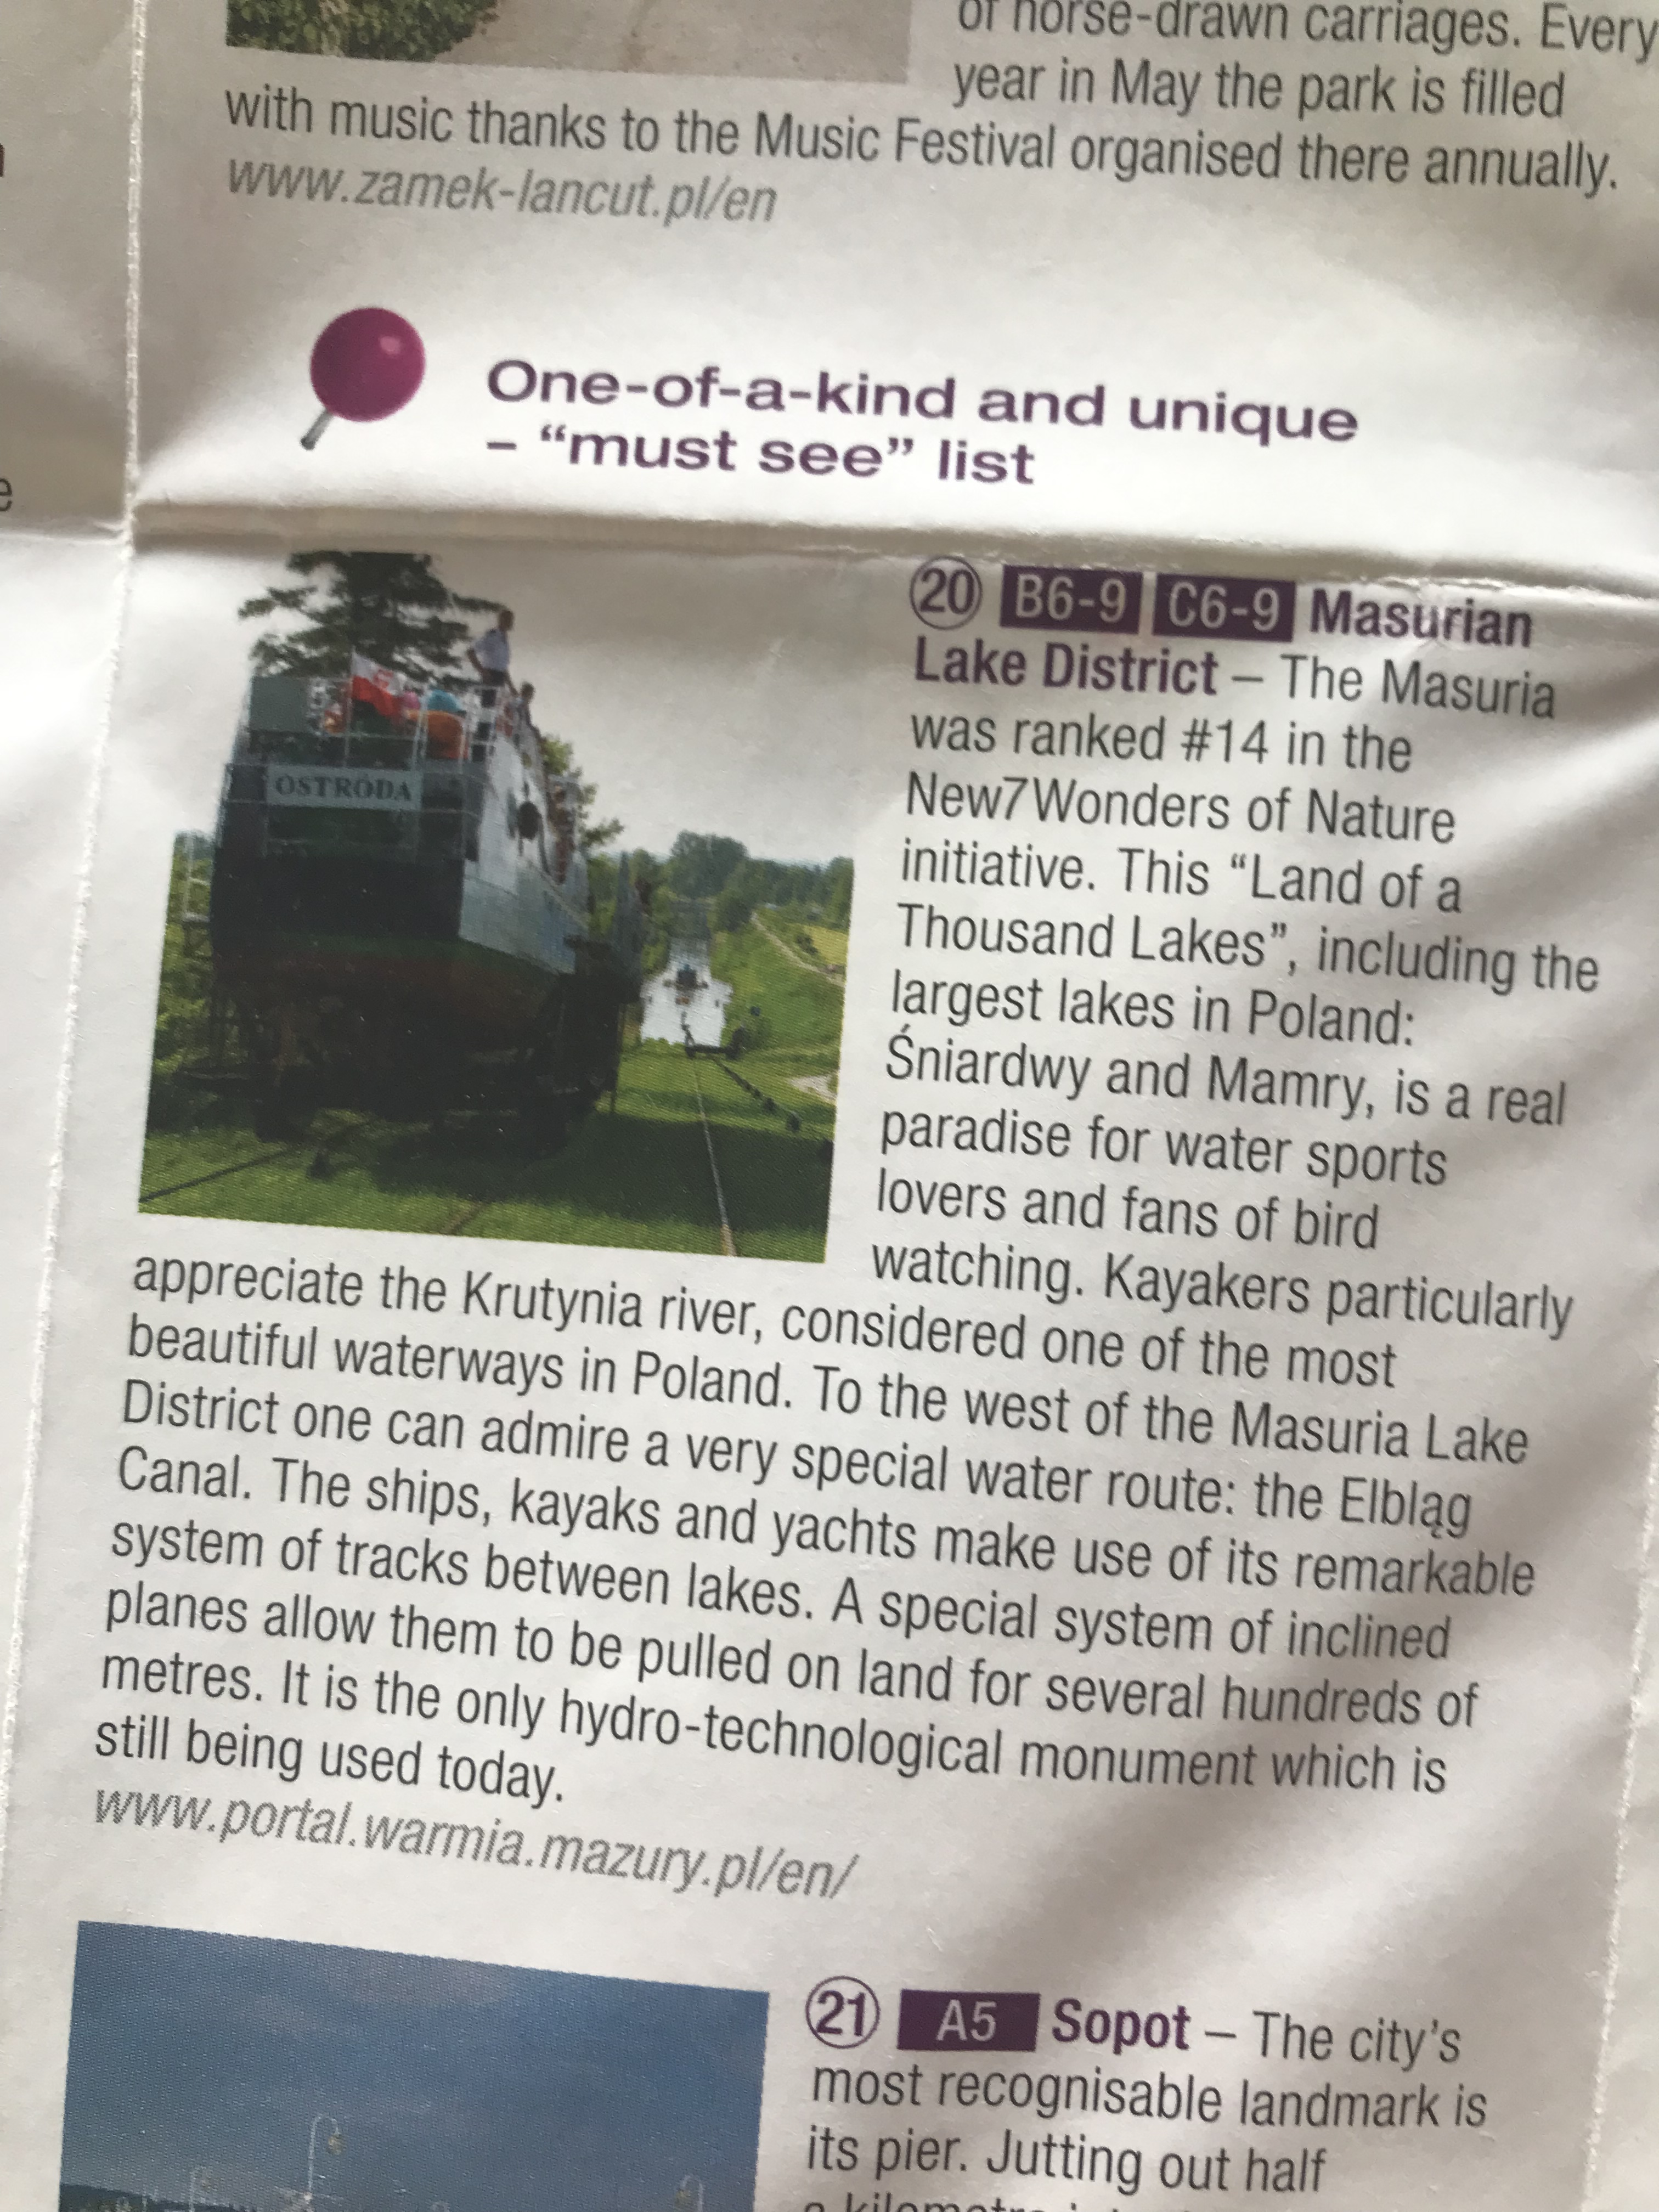 of horse-drawn carriages. Every
year in May the park is filled
with music thanks to the Music Festival organised there annually.
www.zamek-lancut.pl/en
One-of-a-kind and unique
– “must see” list
OSTRÓDA
20 B6-9 C6-9 Masurian
Lake District – The Masuria
was ranked #14 in the
New7Wonders of Nature
initiative. This “Land of a
Thousand Lakes”, including the
largest lakes in Poland:
Śniardwy and Mamry, is a real
paradise for water sports
lovers and fans of bird
watching. Kayakers particularly
appreciate the Krutynia river, considered one of the most
beautiful waterways in Poland. To the west of the Masuria Lake
District one can admire a very special water route: the Elbląg
Canal. The ships, kayaks and yachts make use of its remarkable
system of tracks between lakes. A special system of inclined
planes allow them to be pulled on land for several hundreds of
metres. It is the only hydro-technological monument which is
still being used today.
www.portal.warmia.mazury.pl/en/
21 A5 Sopot – The city’s
most recognisable landmark is
its pier. Jutting out half